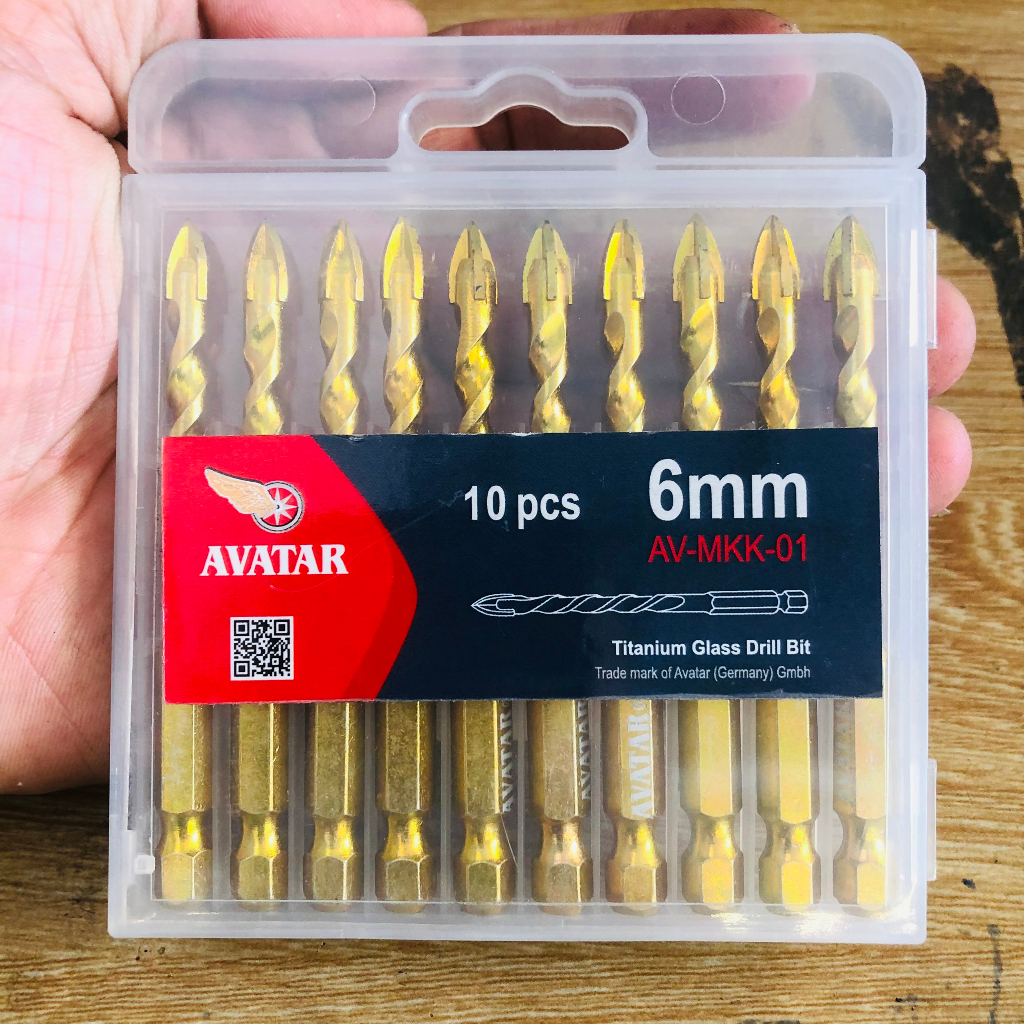 10 pcs
6mm
AV-MKK-01
AVATAR
Titanium Glass Drill Bit
Trade mark of Avatar (Germany) Gmbh
AVATAR
AVATAR
AVATAR